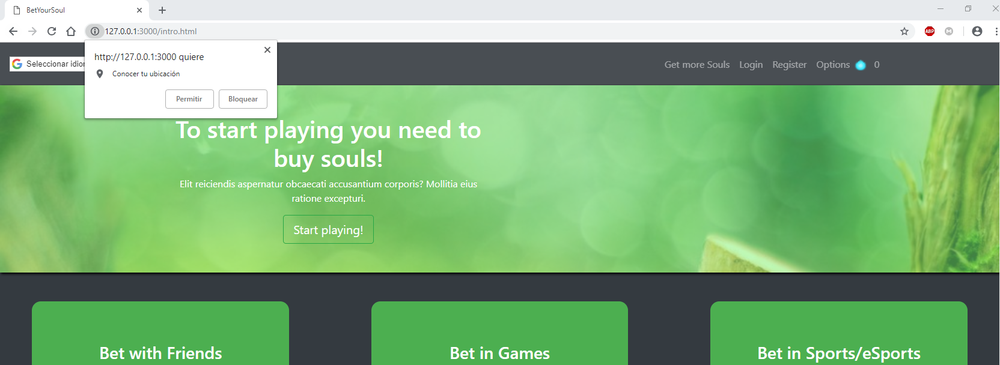 BetYourSoul
127.0.0.1:3000/intro.html
ABP
M
http://127.0.0.1:3000 quiere
Conocer tu ubicación
Permitir
Bloquear
G Seleccionar idior
Get more Souls
Login
Register
Options
0
To start playing you need to
buy souls!
Elit reiciendis aspernatur obcaecati accusantium corporis? Mollitia eius
ratione excepturi.
Start playing!
Bet with Friends
Bet in Games
Bet in Sports/eSports